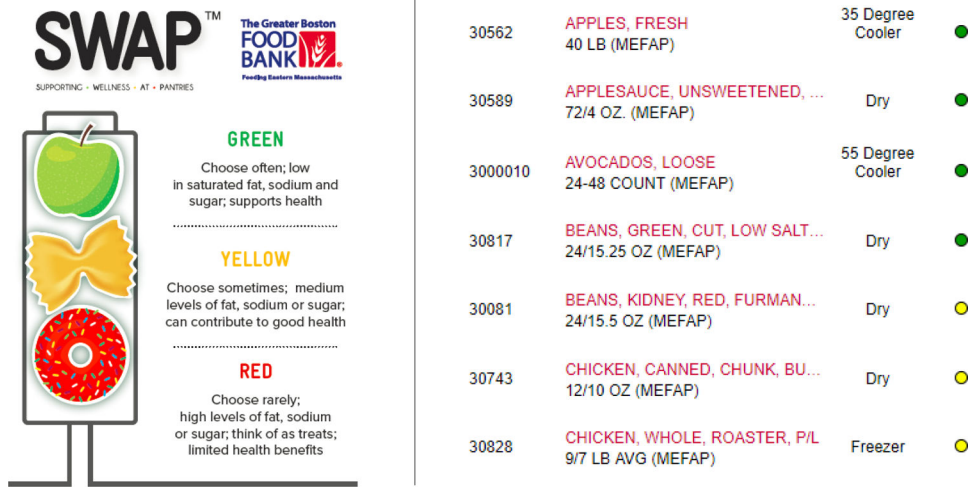 SWAP™
SUPPORTING • WELLNESS • AT • PANTRIES
The Greater Boston
FOOD
BANK
Feeding Eastern Massachusetts
GREEN
Choose often; low
in saturated fat, sodium and
sugar; supports health
YELLOW
Choose sometimes; medium
levels of fat, sodium or sugar;
can contribute to good health
RED
Choose rarely;
high levels of fat, sodium
or sugar; think of as treats;
limited health benefits
30562 APPLES, FRESH 35 Degree
40 LB (MEFAP) Cooler
30589 APPLESAUCE, UNSWEETENED, ... Dry
72/4 OZ. (MEFAP)
3000010 AVOCADOS, LOOSE 55 Degree
24-48 COUNT (MEFAP) Cooler
30817 BEANS, GREEN, CUT, LOW SALT... Dry
24/15.25 OZ (MEFAP)
30081 BEANS, KIDNEY, RED, FURMAN... Dry
24/15.5 OZ (MEFAP)
30743 CHICKEN, CANNED, CHUNK, BU... Dry
12/10 OZ (MEFAP)
30828 CHICKEN, WHOLE, ROASTER, P/L Freezer
9/7 LB AVG (MEFAP)